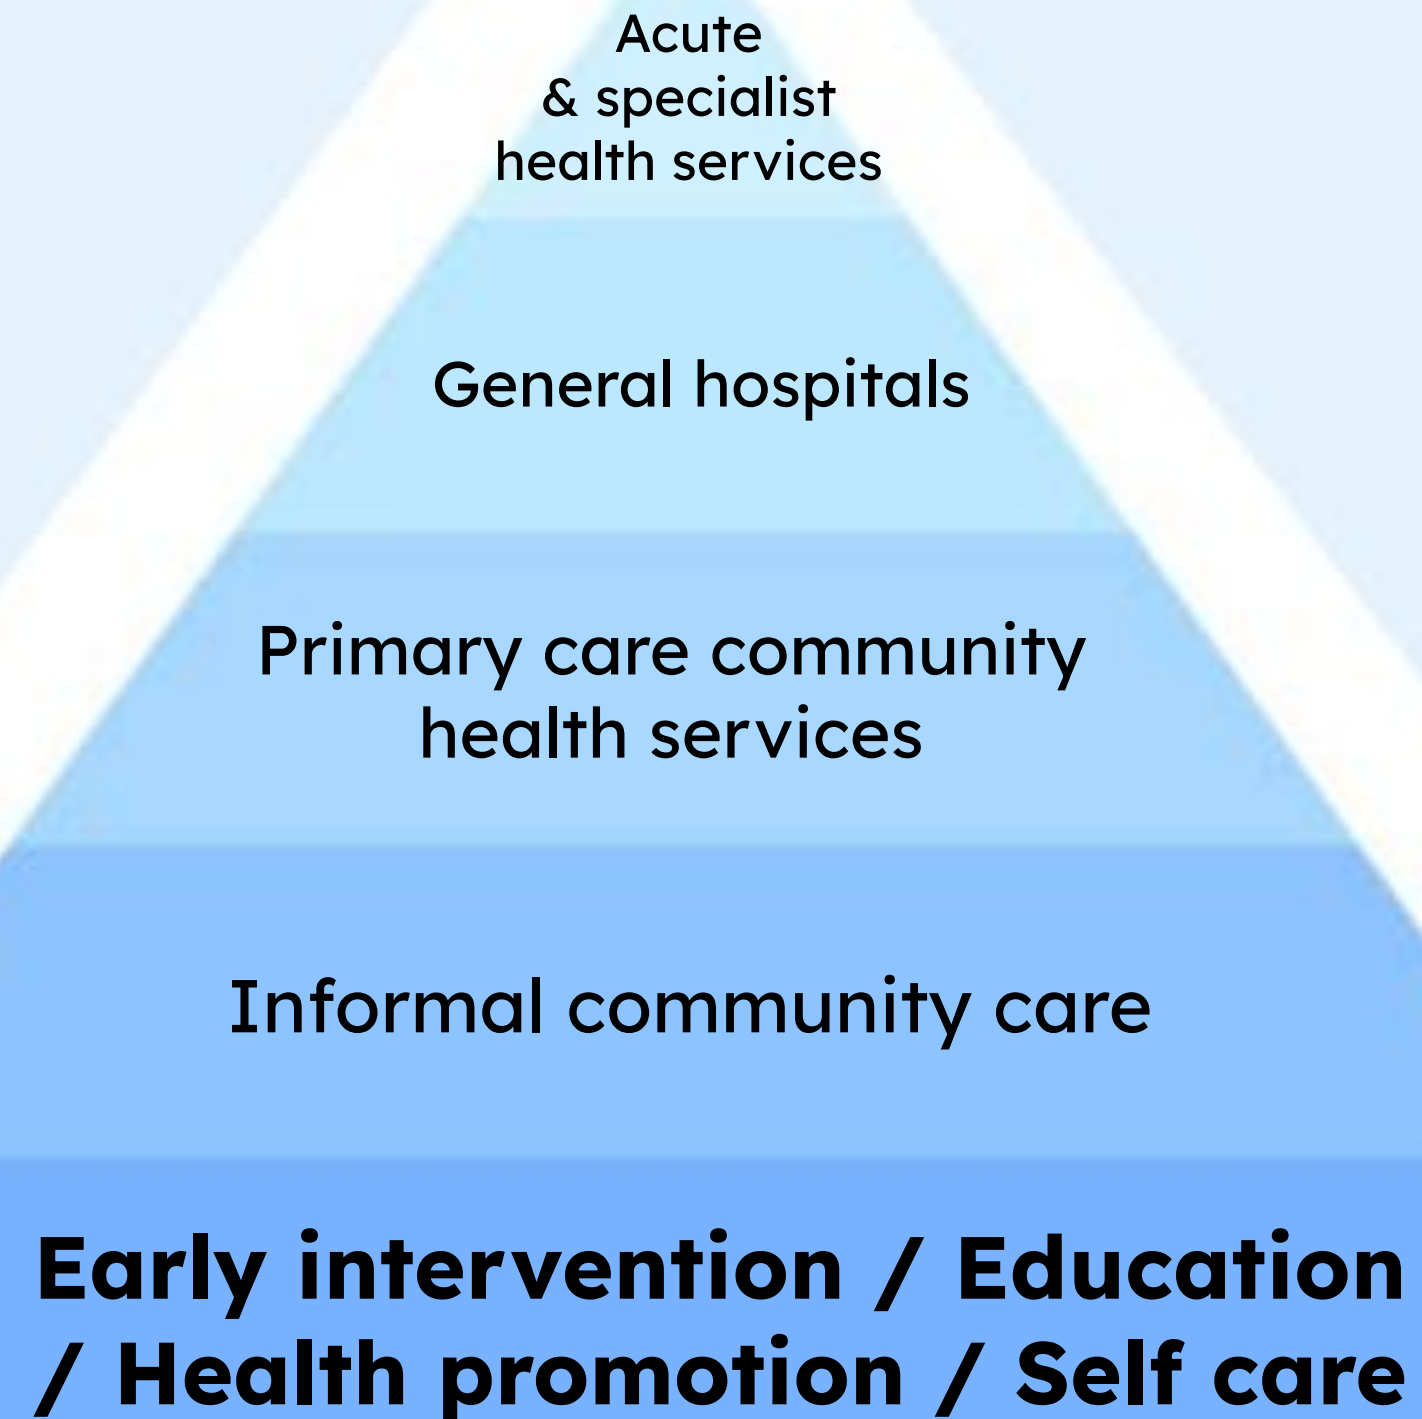 Acute
& specialist
health services
General hospitals
Primary care community
health services
Informal community care
Early intervention / Education
/ Health promotion / Self care